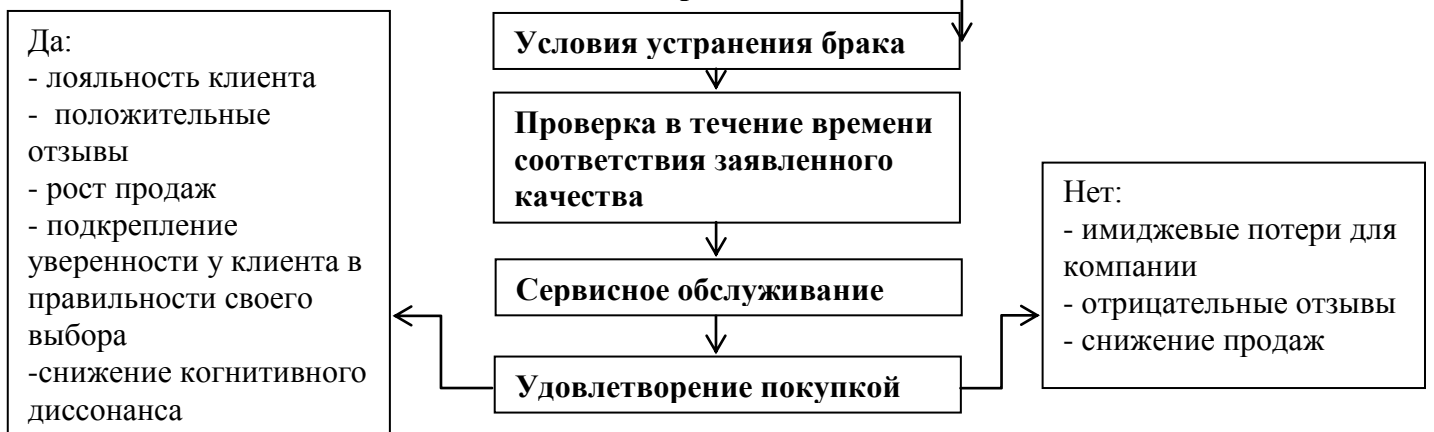 Да:
- лояльность клиента
- положительные
отзывы
- рост продаж
- подкрепление
уверенности у клиента в
правильности своего
выбора
-снижение когнитивного
диссонанса
Условия устранения брака
Проверка в течение времени
соответствия заявленного
качества
Сервисное обслуживание
Удовлетворение покупкой
Нет:
- имиджевые потери для
компании
- отрицательные отзывы
- снижение продаж